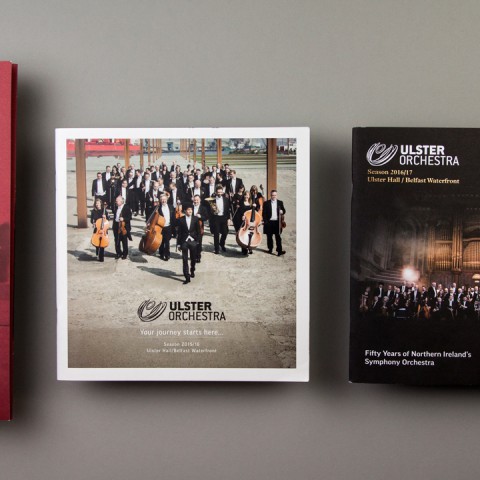 ULSTER
ORCHESTRA
Your journey starts here...
Season 2015/16
Ulster Hall/Belfast Waterfront
ULSTER
ORCHESTRA
Season 2016/17
Ulster Hall / Belfast Waterfront
Fifty Years of Northern Ireland's
Symphony Orchestra